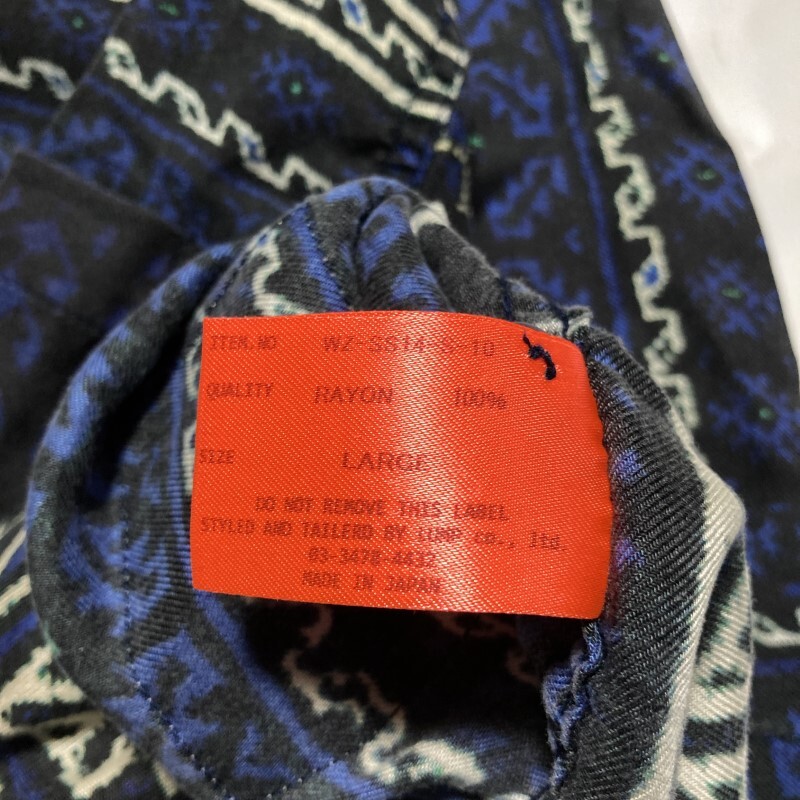 ITEM.NO WZ-SS14-S-10
QUALITY RAYON 100%
SIZE LARGE
DO NOT REMOVE THIS LABEL
STYLED AND TAILERD BY LUMP co., ltd.
03-3478-4432
MADE IN JAPAN